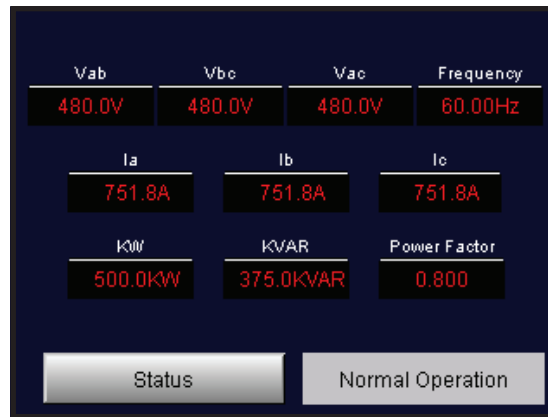 Vab Vbc Vac Frequency
480.0V 480.0V 480.0V 60.00Hz
Ia Ib Ic
751.8A 751.8A 751.8A
KW KVAR Power Factor
500.0KW 375.0KVAR 0.800
Status Normal Operation